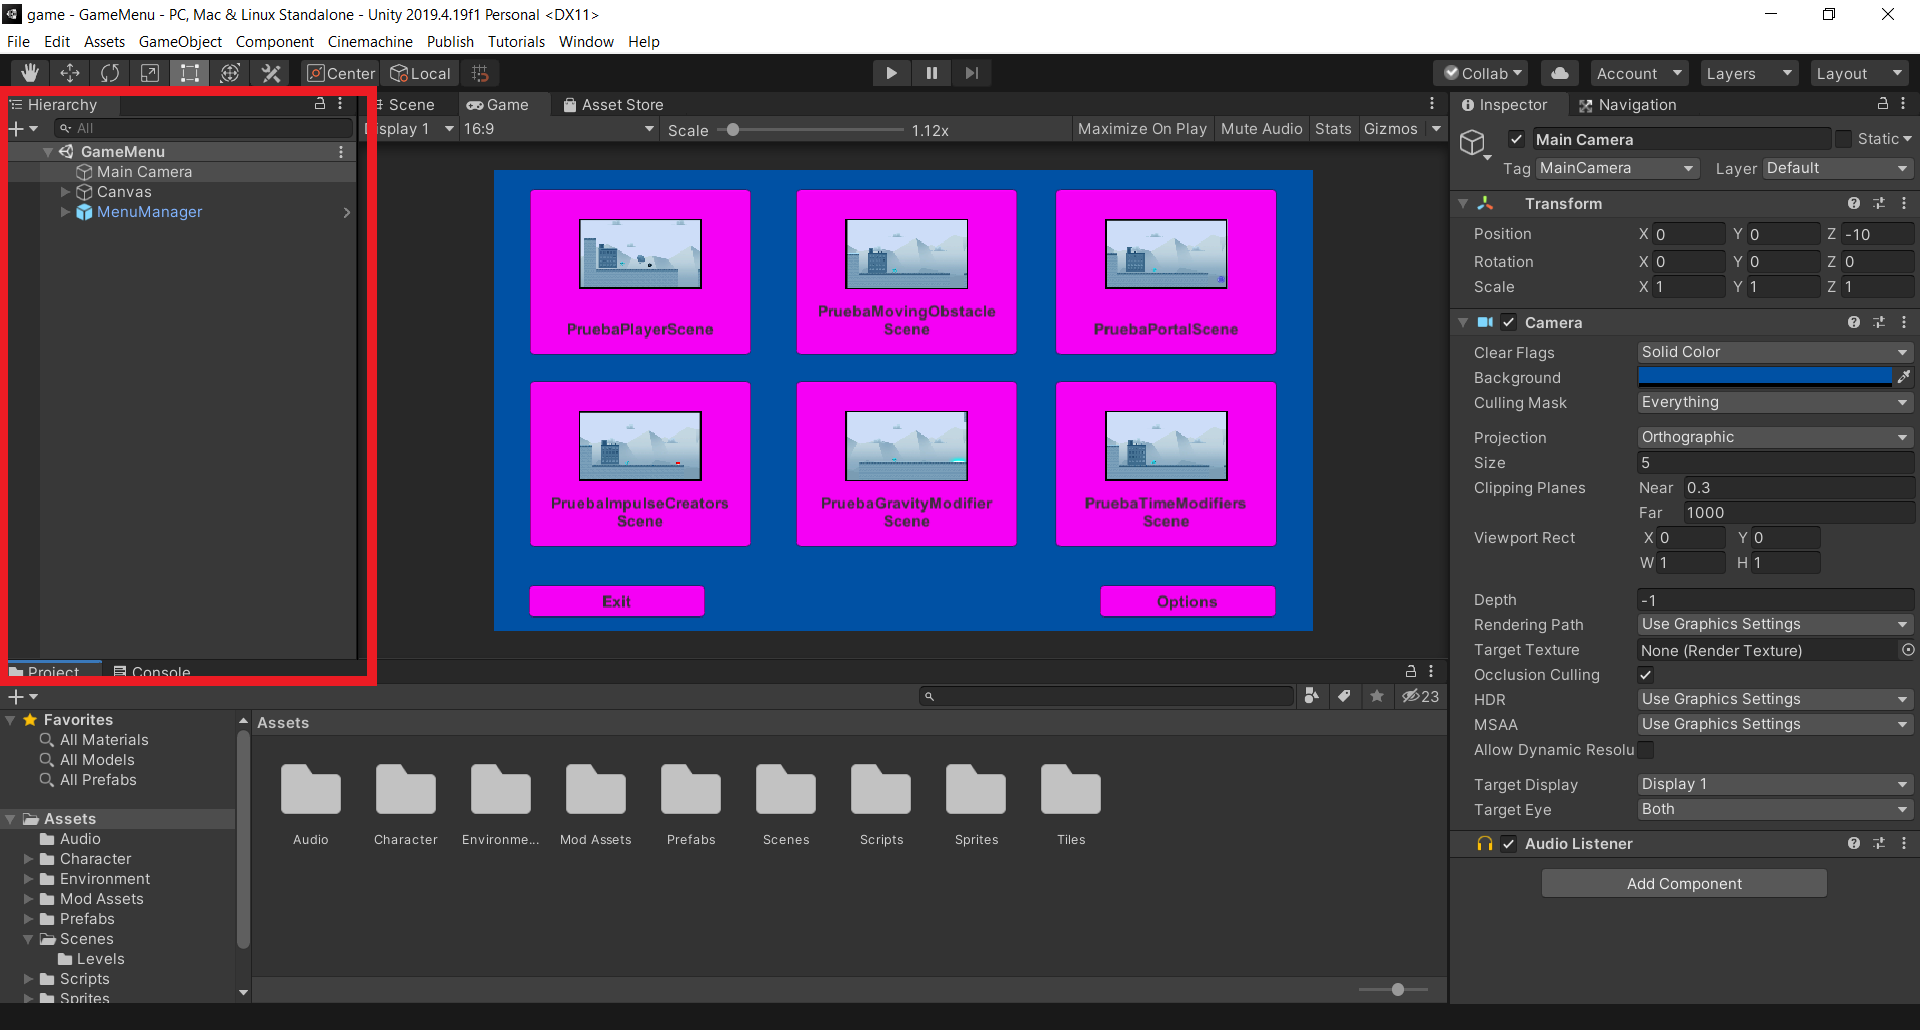 game - GameMenu - PC, Mac & Linux Standalone - Unity 2019.4.19f1 Personal <DX11>
File Edit Assets GameObject Component Cinemachine Publish Tutorials Window Help
Center Local Collab Account Layers Layout
Hierarchy
All
GameMenu
Main Camera
Canvas
MenuManager
Scene Game Asset Store
isplay 1 16:9 Scale 1.12x Maximize On Play Mute Audio Stats Gizmos
PruebaPlayerScene
PruebaMovingObstacle
Scene
PruebaPortalScene
PruebaImpulseCreators
Scene
PruebaGravityModifier
Scene
PruebaTimeModifiers
Scene
Exit
Options
Inspector Navigation
Main Camera Static
Tag MainCamera Layer Default
Transform
Position X 0 Y 0 Z -10
Rotation X 0 Y 0 Z 0
Scale X 1 Y 1 Z 1
Camera
Clear Flags Solid Color
Background
Culling Mask Everything
Projection Orthographic
Size 5
Clipping Planes Near 0.3
Far 1000
Viewport Rect X 0 Y 0
W 1 H 1
Depth -1
Rendering Path Use Graphics Settings
Target Texture None (Render Texture)
Occlusion Culling
HDR Use Graphics Settings
MSAA Use Graphics Settings
Allow Dynamic Resolu
Target Display Display 1
Target Eye Both
Audio Listener
Add Component
Project Console
23
Favorites
All Materials
All Models
All Prefabs
Assets
Audio
Character
Environment
Mod Assets
Prefabs
Scenes
Levels
Scripts
Sprites
Assets
Audio Character Environme... Mod Assets Prefabs Scenes Scripts Sprites Tiles